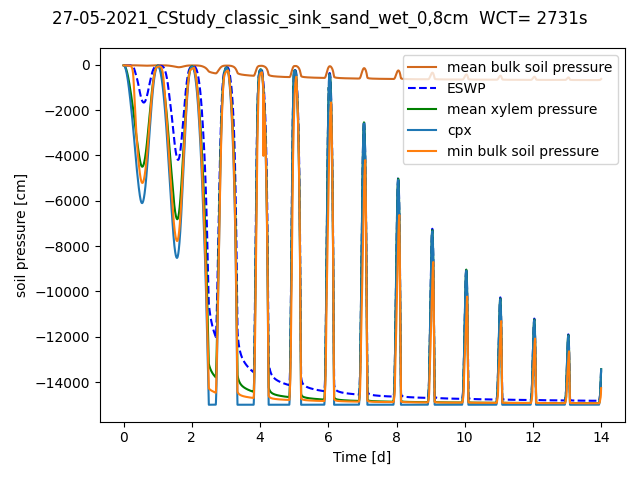 27-05-2021_CStudy_classic_sink_sand_wet_0,8cm  WCT= 2731s
mean bulk soil pressure
ESWP
mean xylem pressure
cpx
min bulk soil pressure
soil pressure [cm]
0
−2000
−4000
−6000
−8000
−10000
−12000
−14000
0 2 4 6 8 10 12 14
Time [d]